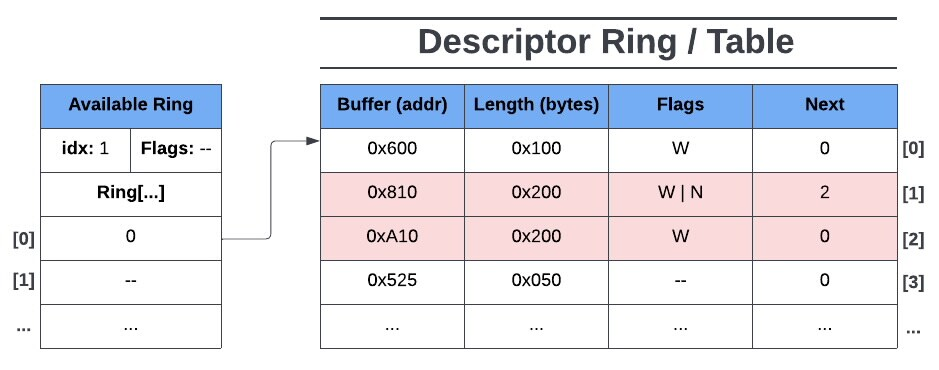 Descriptor Ring / Table
Available Ring
idx: 1 Flags: --
Ring[...]
[0] 0
[1] --
... ...
Buffer (addr) Length (bytes) Flags Next
0x600 0x100 W 0 [0]
0x810 0x200 W | N 2 [1]
0xA10 0x200 W 0 [2]
0x525 0x050 -- 0 [3]
... ... ... ... ...